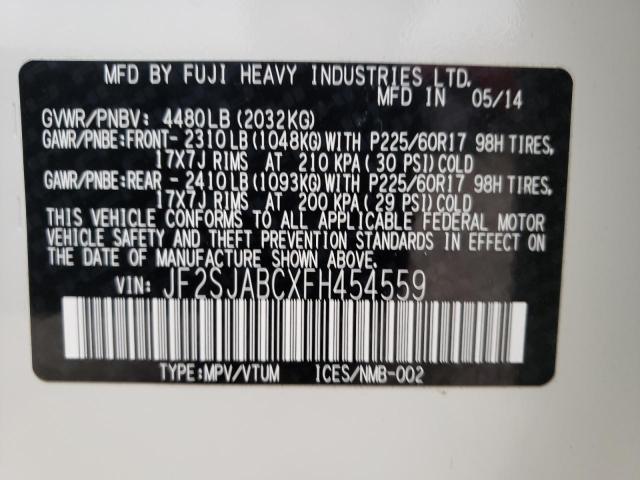 MFD BY FUJI HEAVY INDUSTRIES LTD.
MFD IN 05/14
GVWR/PNBV: 4480LB(2032KG)
GAWR/PNBE:FRONT- 2310LB(1048KG)WITH P225/60R17 98H TIRES,
17X7J RIMS AT 210 KPA( 30 PSI)COLD
GAWR/PNBE:REAR - 2410LB(1093KG)WITH P225/60R17 98H TIRES,
17X7J RIMS AT 200 KPA( 29 PSI)COLD
THIS VEHICLE CONFORMS TO ALL APPLICABLE FEDERAL MOTOR
VEHICLE SAFETY AND THEFT PREVENTION STANDARDS IN EFFECT ON
THE DATE OF MANUFACTURE SHOWN ABOVE.
VIN: JF2SJABCXFH454559
TYPE:MPV/VTUM ICES/NMB-002